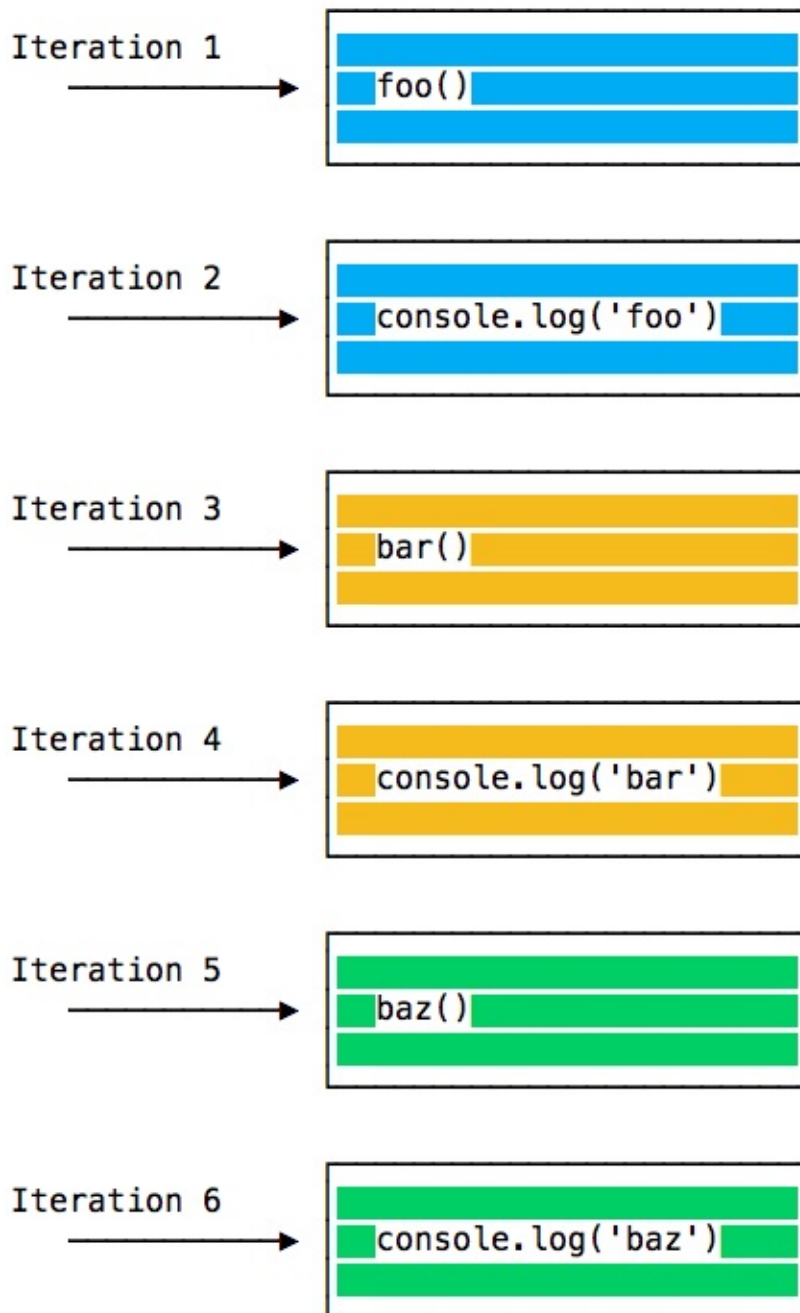 Iteration 1
foo()
Iteration 2
console.log('foo')
Iteration 3
bar()
Iteration 4
console.log('bar')
Iteration 5
baz()
Iteration 6
console.log('baz')